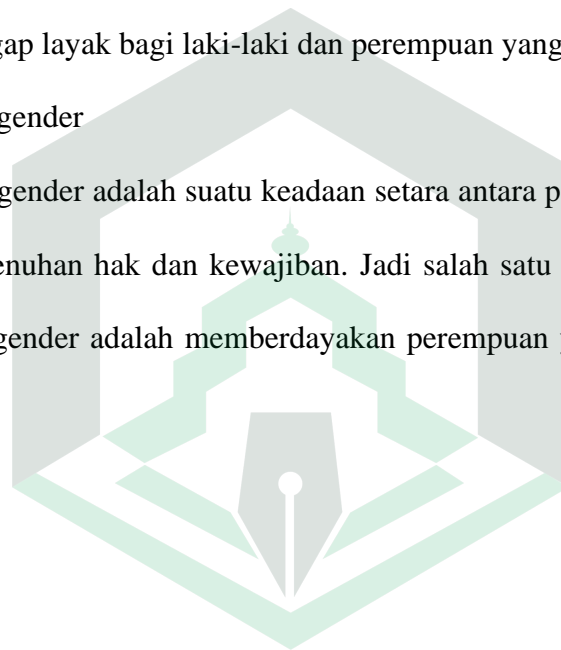 gap layak bagi laki-laki dan perempuan yang
gender
gender adalah suatu keadaan setara antara p
enuhan hak dan kewajiban. Jadi salah satu
gender adalah memberdayakan perempuan